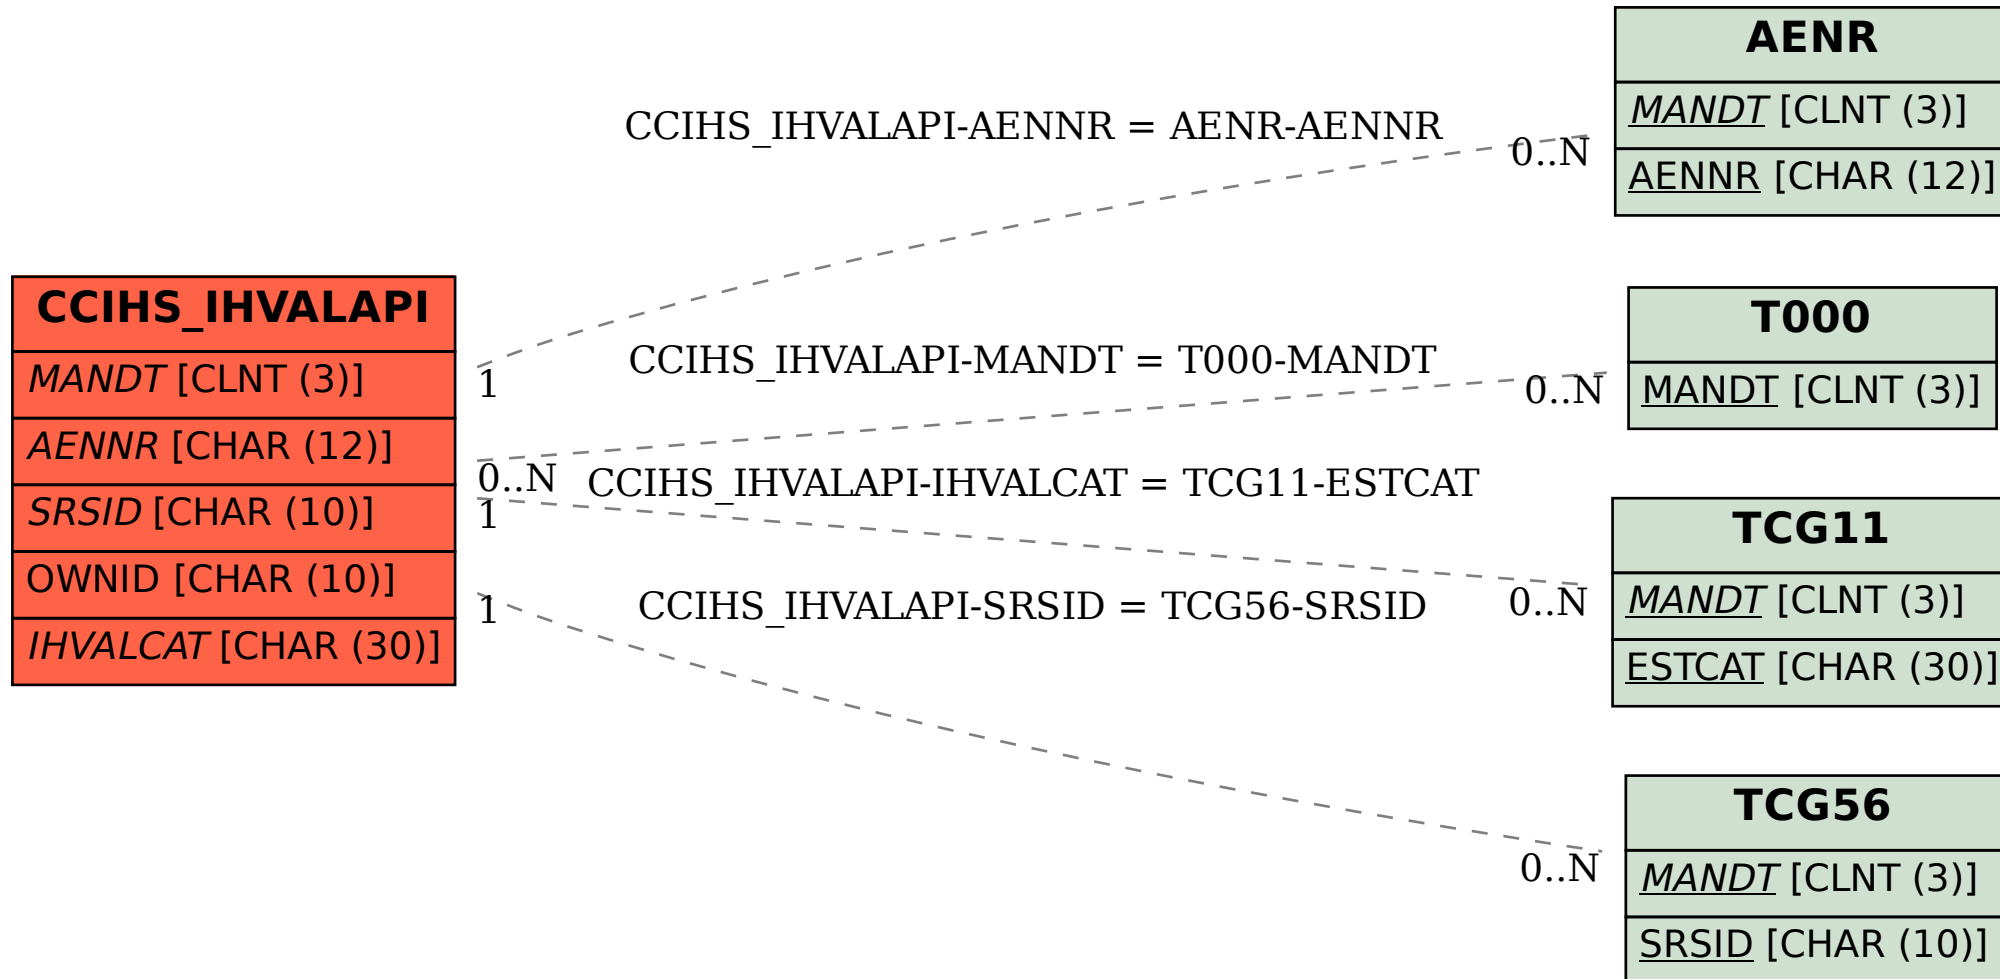 CCIHS_IHVALAPI
MANDT [CLNT (3)]
AENNR [CHAR (12)]
SRSID [CHAR (10)]
OWNID [CHAR (10)]
IHVALCAT [CHAR (30)]
CCIHS_IHVALAPI-AENNR = AENR-AENNR
1
0..N
CCIHS_IHVALAPI-MANDT = T000-MANDT
0..N
0..N
CCIHS_IHVALAPI-IHVALCAT = TCG11-ESTCAT
1
0..N
CCIHS_IHVALAPI-SRSID = TCG56-SRSID
1
0..N
AENR
MANDT [CLNT (3)]
AENNR [CHAR (12)]
T000
MANDT [CLNT (3)]
TCG11
MANDT [CLNT (3)]
ESTCAT [CHAR (30)]
TCG56
MANDT [CLNT (3)]
SRSID [CHAR (10)]